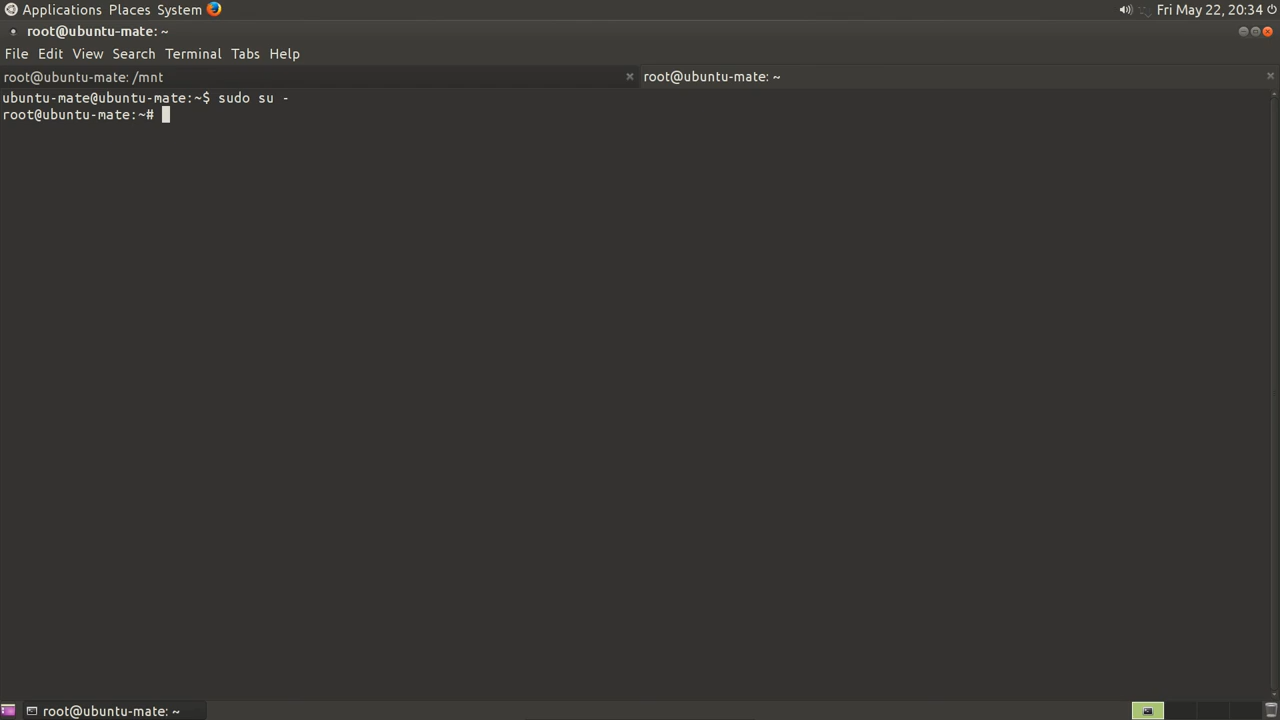 Applications Places System
Fri May 22, 20:34
root@ubuntu-mate: ~
File Edit View Search Terminal Tabs Help
root@ubuntu-mate: /mnt
root@ubuntu-mate: ~
ubuntu-mate@ubuntu-mate:~$ sudo su -
root@ubuntu-mate:~#
root@ubuntu-mate: ~